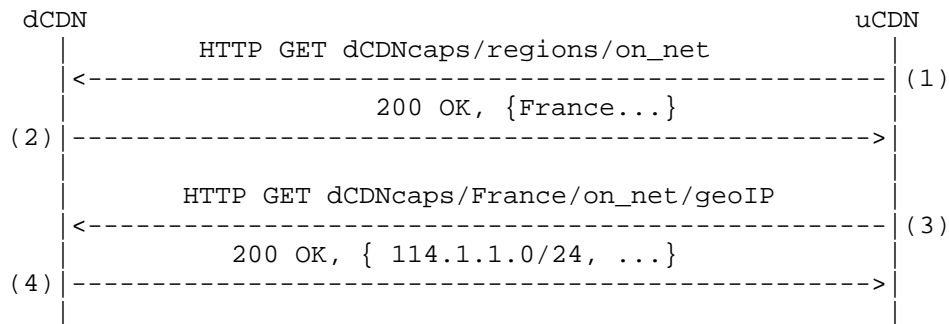 dCDN uCDN
HTTP GET dCDNcaps/regions/on_net
(1)
200 OK, {France...}
(2)
HTTP GET dCDNcaps/France/on_net/geoIP
(3)
200 OK, { 114.1.1.0/24, ...}
(4)